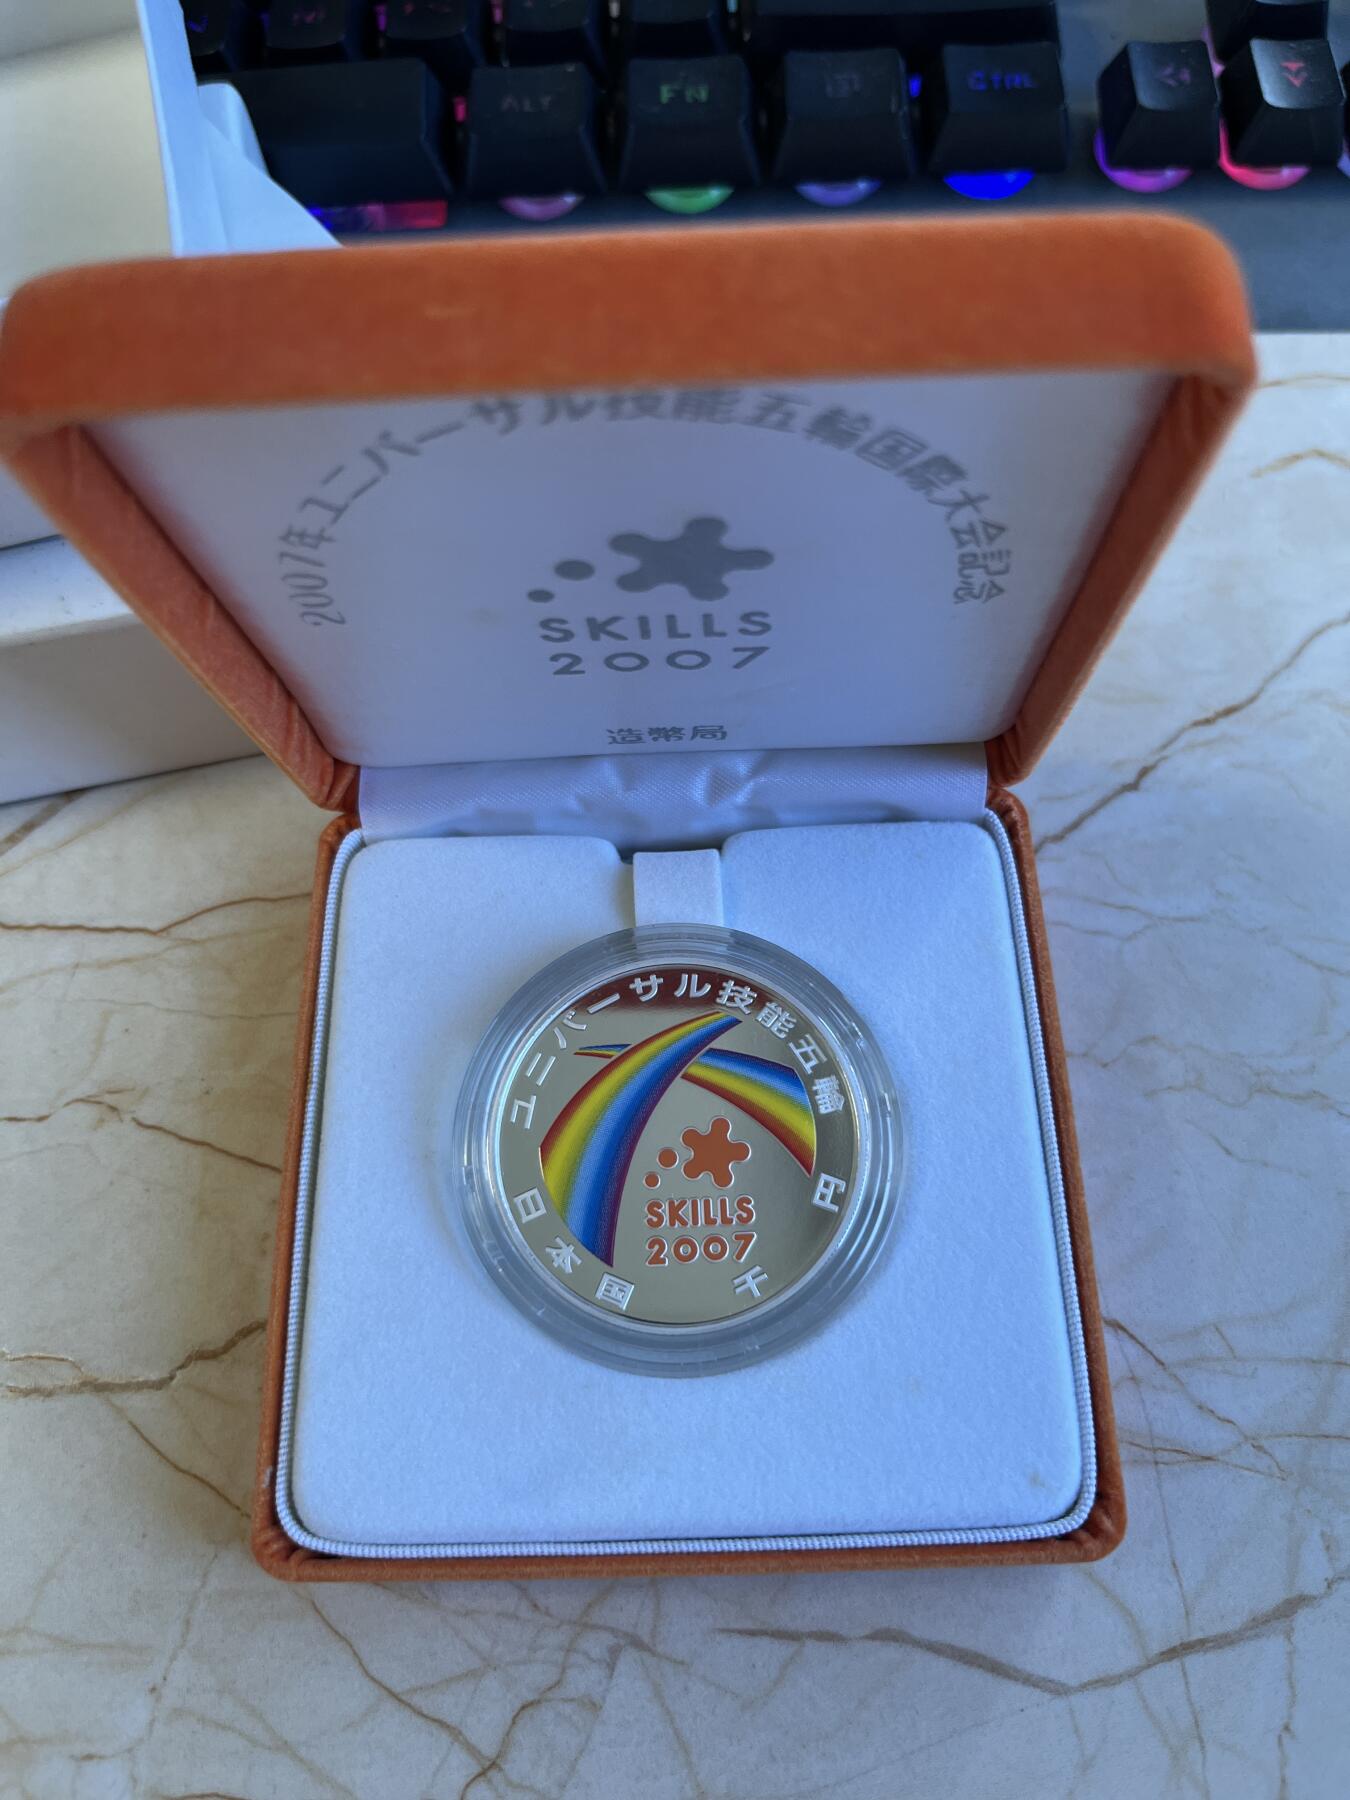 ALT
FN
CTRL
2007年ユニバーサル技能五輪国際大会記念
SKILLS
2007
造幣局
ユニバーサル技能五輪
SKILLS
2007
日本国 千円